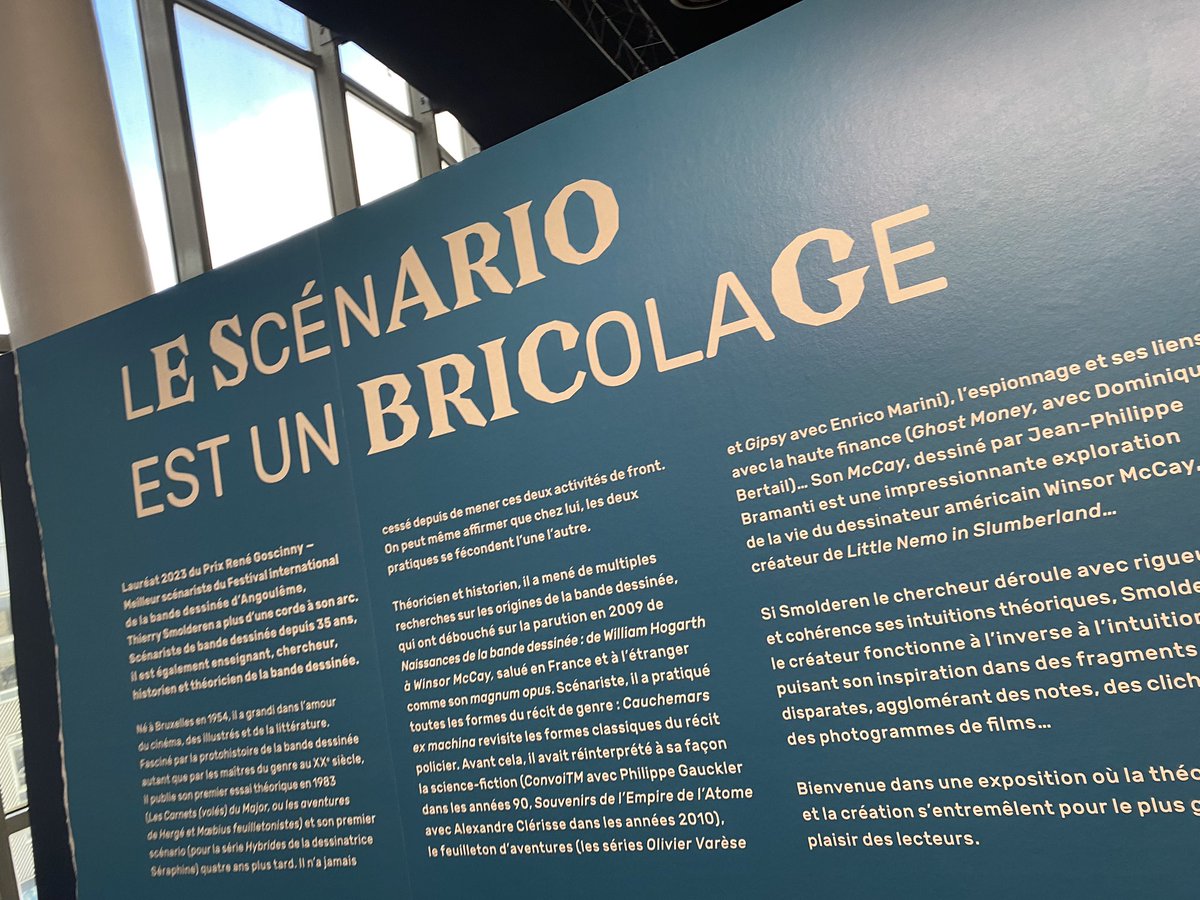 LE SCÉNARIO
EST UN BRICOLAGE
Lauréat 2023 du Prix René Goscinny –
Meilleur scénariste du Festival international
de la bande dessinée d'Angoulême,
Thierry Smolderen a plus d'une corde à son arc.
Scénariste de bande dessinée depuis 35 ans,
il est également enseignant, chercheur,
historien et théoricien de la bande dessinée.
Né à Bruxelles en 1954, il a grandi dans l'amour
du cinéma, des illustrés et de la littérature.
Fasciné par la protohistoire de la bande dessinée
autant que par les maîtres du genre au XXe siècle,
il publie son premier essai théorique en 1983
(Les Carnets (volés) du Major, ou les aventures
de Hergé et Mœbius feuilletonistes) et son premier
scénario (pour la série Hybrides de la dessinatrice
Séraphine) quatre ans plus tard. Il n'a jamais
cessé depuis de mener ces deux activités de front.
On peut même affirmer que chez lui, les deux
pratiques se fécondent l'une l'autre.
Théoricien et historien, il a mené de multiples
recherches sur les origines de la bande dessinée,
qui ont débouché sur la parution en 2009 de
Naissances de la bande dessinée : de William Hogarth
à Winsor McCay, salué en France et à l'étranger
comme son magnum opus. Scénariste, il a pratiqué
toutes les formes du récit de genre : Cauchemars
ex machina revisite les formes classiques du récit
policier. Avant cela, il avait réinterprété à sa façon
la science-fiction (ConvoiTM avec Philippe Gauckler
dans les années 90, Souvenirs de l'Empire de l'Atome
avec Alexandre Clérisse dans les années 2010),
le feuilleton d'aventures (les séries Olivier Varèse
et Gipsy avec Enrico Marini), l'espionnage et ses liens
avec la haute finance (Ghost Money, avec Dominiqu
Bertail)... Son McCay, dessiné par Jean-Philippe
Bramanti est une impressionnante exploration
de la vie du dessinateur américain Winsor McCay,
créateur de Little Nemo in Slumberland...
Si Smolderen le chercheur déroule avec rigueu
et cohérence ses intuitions théoriques, Smolde
le créateur fonctionne à l'inverse à l'intuition
puisant son inspiration dans des fragments
disparates, agglomérant des notes, des clich
des photogrammes de films...
Bienvenue dans une exposition où la théo
et la création s'entremêlent pour le plus g
plaisir des lecteurs.